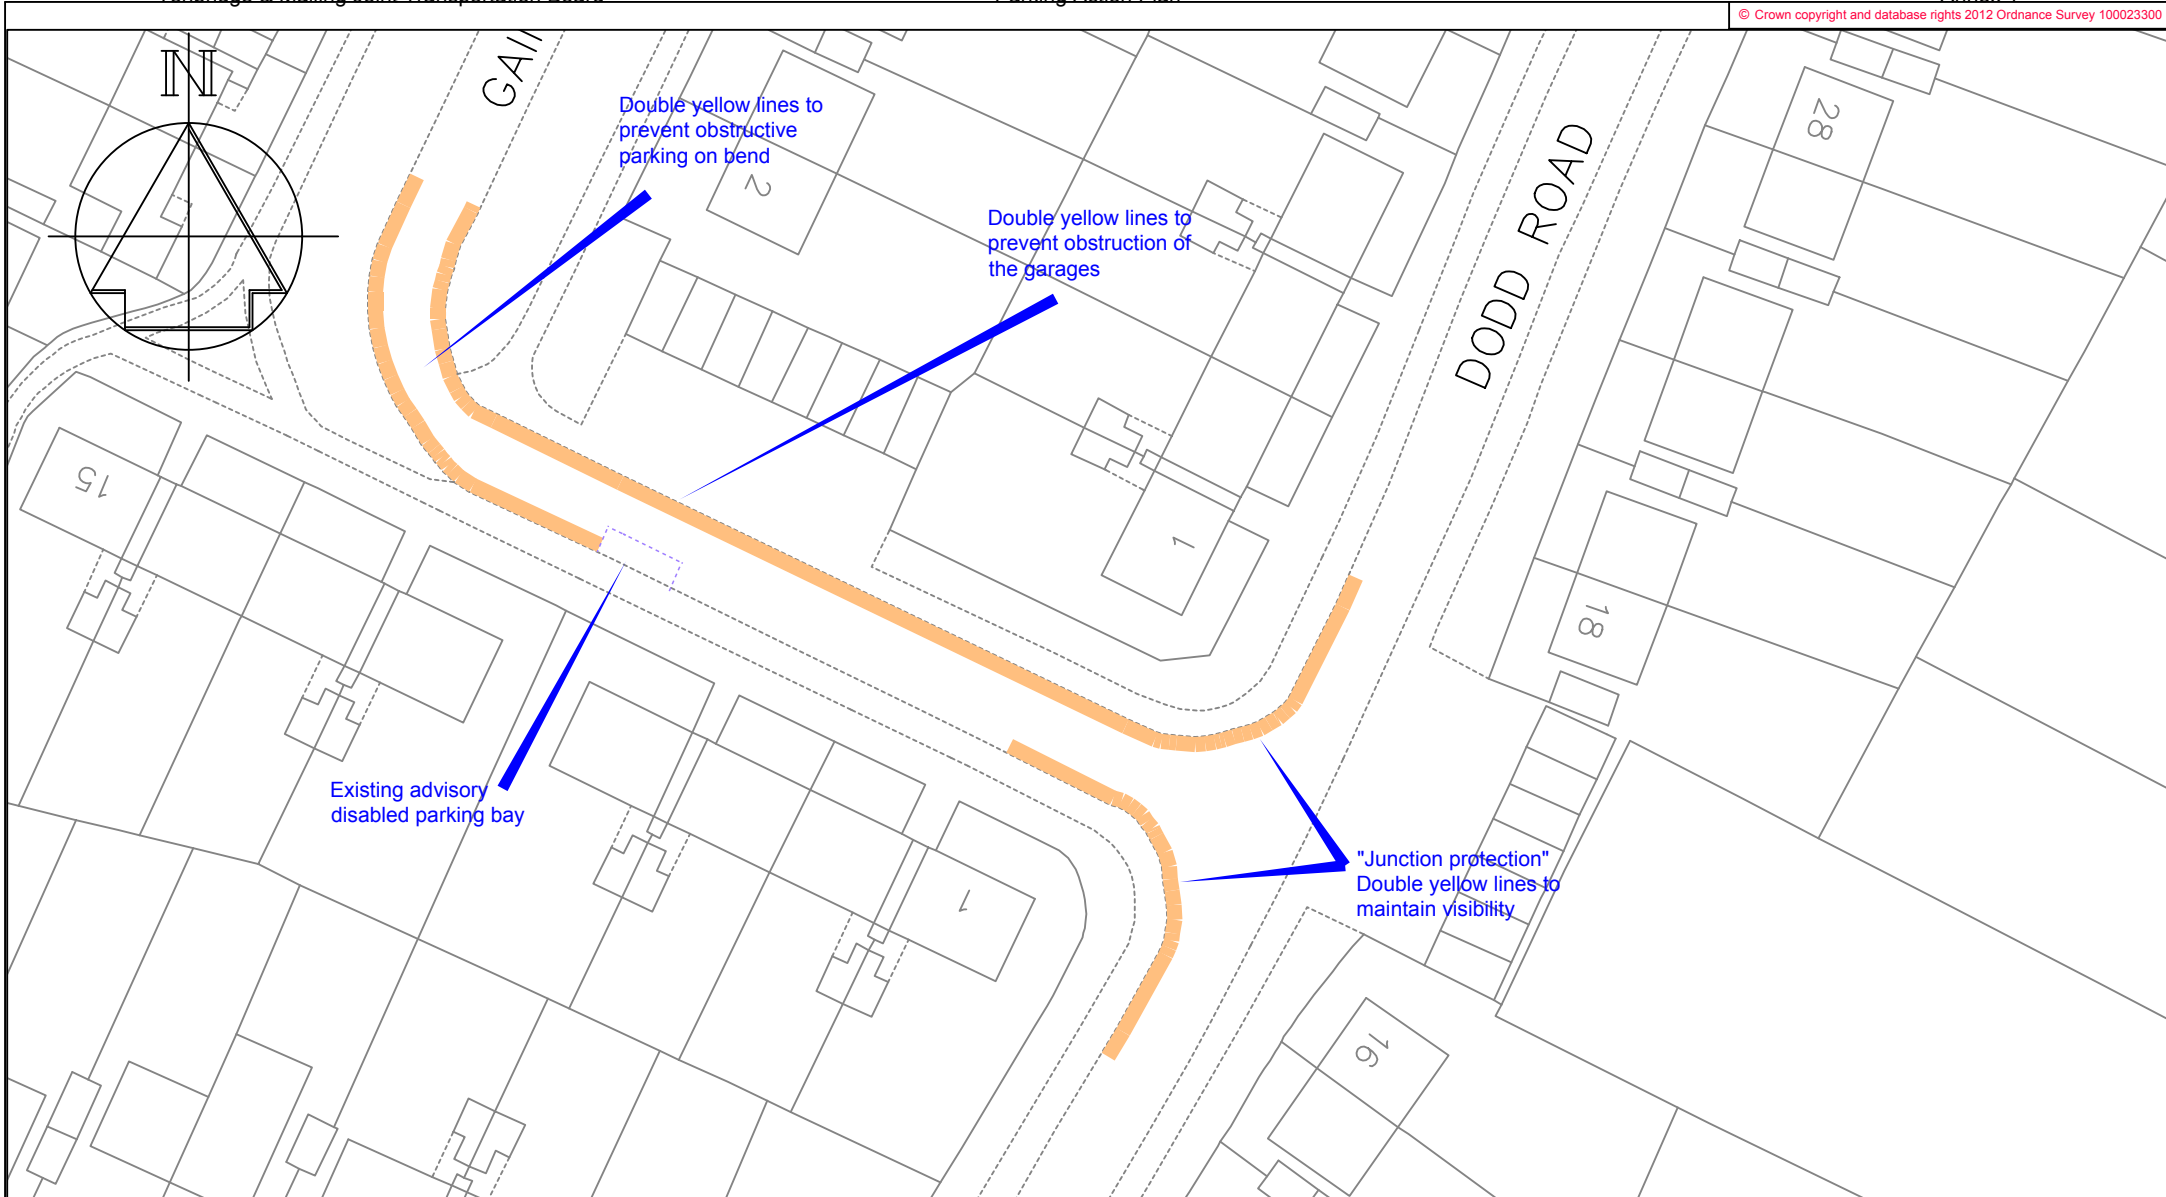 © Crown copyright and database rights 2012 Ordnance Survey 100023300
N
Double yellow lines to
prevent obstructive
parking on bend
2
Double yellow lines to
prevent obstruction of
the garages
DODD ROAD
28
15
1
18
Existing advisory
disabled parking bay
1
"Junction protection"
Double yellow lines to
maintain visibility
16